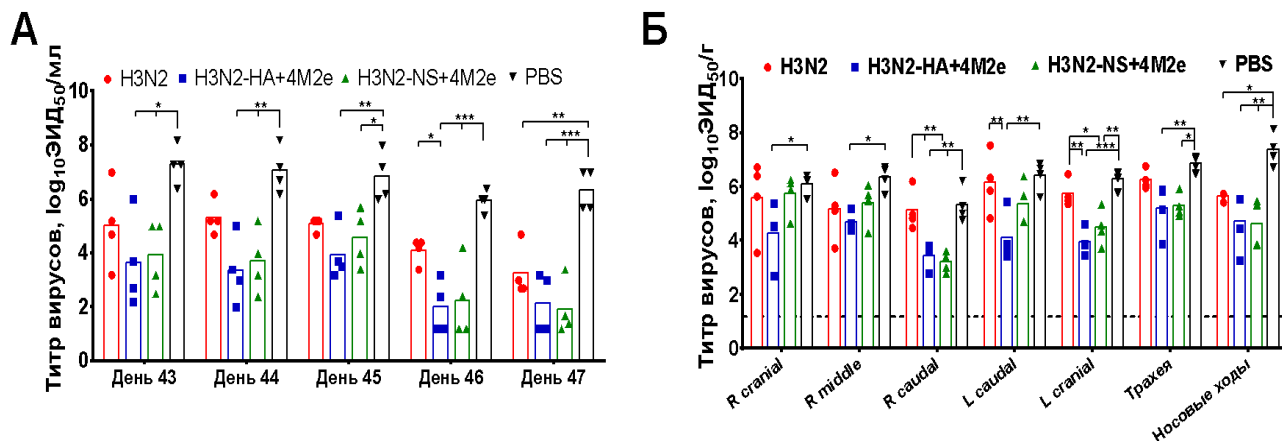 А
H3N2 H3N2-HA+4M2e H3N2-NS+4M2e PBS
Титр вирусов, log10ЭИД50/мл
10
8
6
4
2
0
* ** ** * * *** ** ***
День 43 День 44 День 45 День 46 День 47
Б
H3N2 H3N2-HA+4M2e H3N2-NS+4M2e PBS
Титр вирусов, log10ЭИД50/г
10
8
6
4
2
0
* * ** ** ** ** * ** ** *** ** * * **
R cranial R middle R caudal L caudal L cranial Трахея Носовые ходы